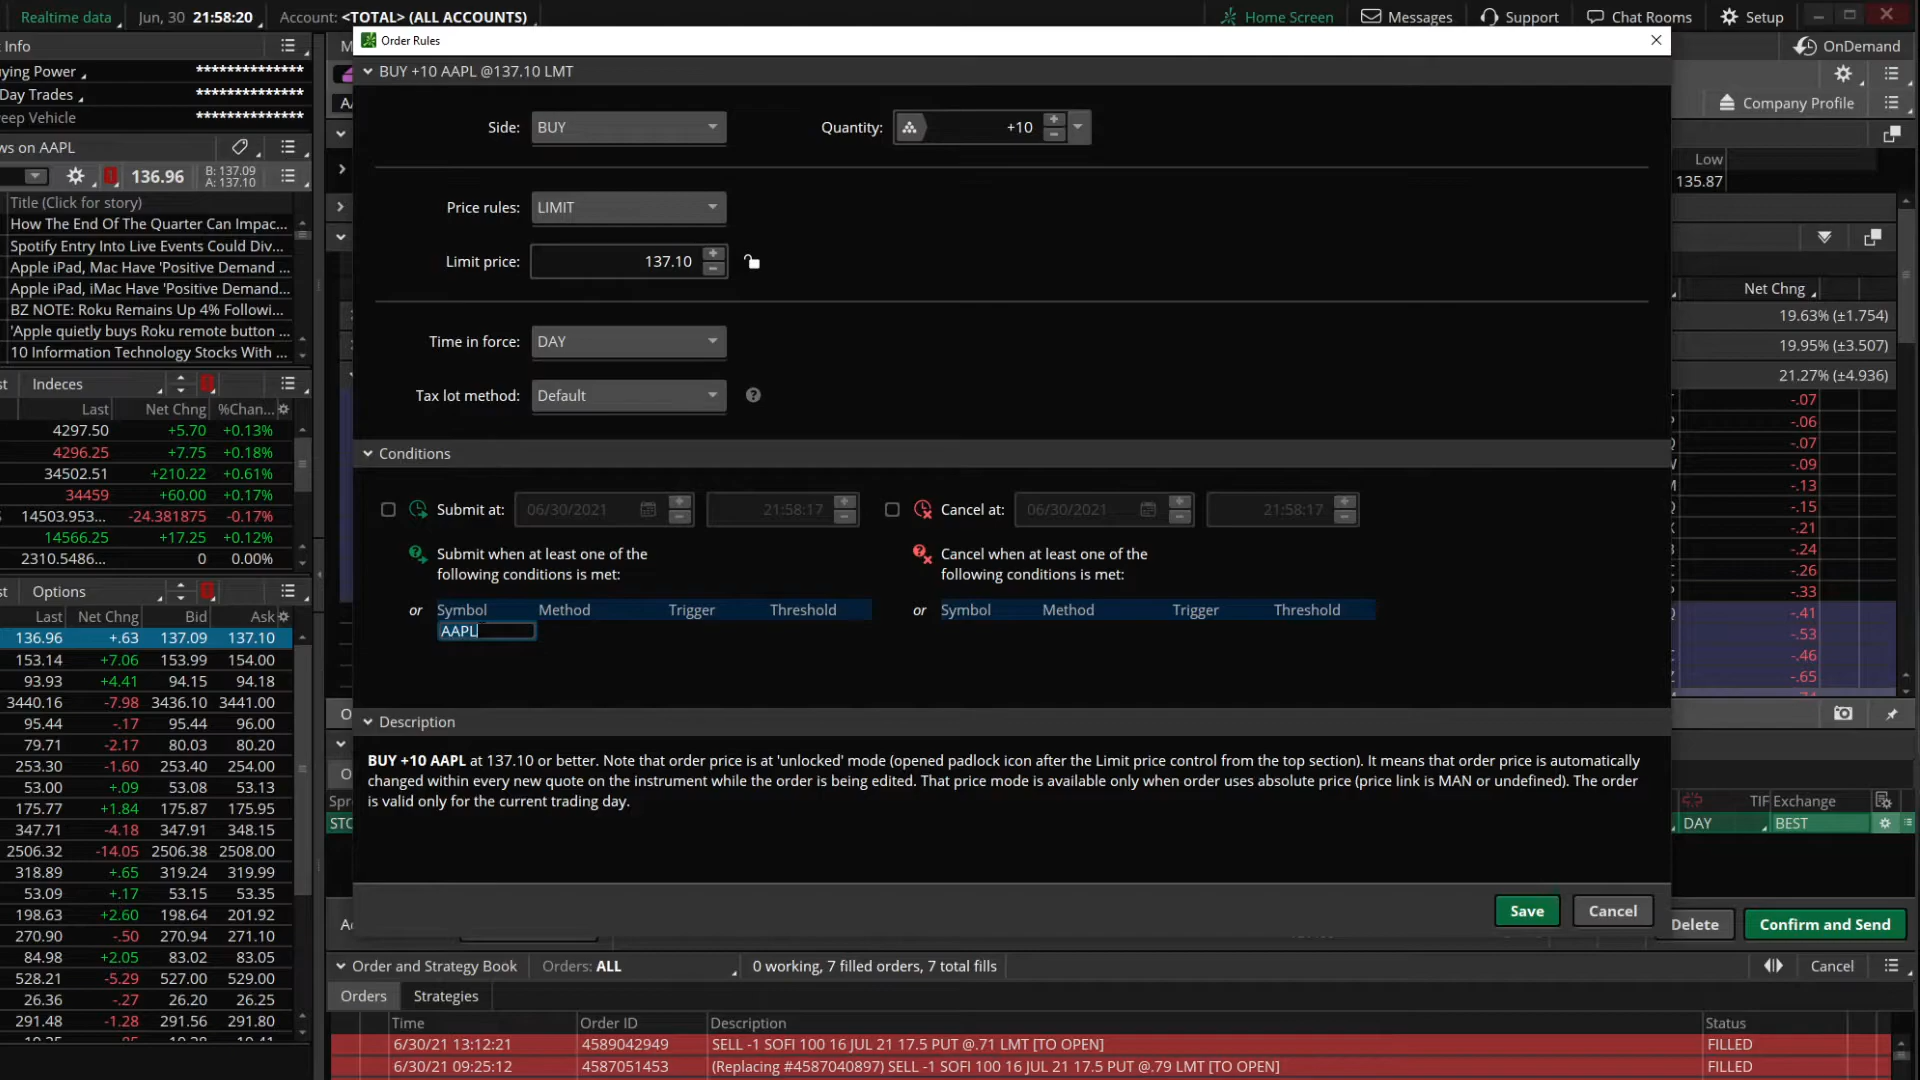 Realtime data
Jun, 30 21:58:20
Account: <TOTAL> (ALL ACCOUNTS)
Home Screen
Messages
Support
Chat Rooms
Setup
Order Rules
Info
ying Power **************
Day Trades **************
eep Vehicle **************
OnDemand
Company Profile
ws on AAPL
136.96
B: 137.09
A: 137.10
Title (Click for story)
How The End Of The Quarter Can Impac...
Spotify Entry Into Live Events Could Div...
Apple iPad, Mac Have 'Positive Demand ...
Apple iPad, iMac Have 'Positive Demand...
BZ NOTE: Roku Remains Up 4% Followi...
'Apple quietly buys Roku remote button ...
10 Information Technology Stocks With ...
st Indeces
Last Net Chng %Chan...
4297.50 +5.70 +0.13%
4296.25 +7.75 +0.18%
34502.51 +210.22 +0.61%
34459 +60.00 +0.17%
14503.953... -24.381875 -0.17%
14566.25 +17.25 +0.12%
2310.5486... 0 0.00%
st Options
Last Net Chng Bid Ask
136.96 +.63 137.09 137.10
153.14 +7.06 153.99 154.00
93.93 +4.41 94.15 94.18
3440.16 -7.98 3436.10 3441.00
95.44 -.17 95.44 96.00
79.71 -2.17 80.03 80.20
253.30 -1.60 253.40 254.00
53.00 +.09 53.08 53.13
175.77 +1.84 175.87 175.95
347.71 -4.18 347.91 348.15
2506.32 -14.05 2506.38 2508.00
318.89 +.65 319.24 319.99
53.09 +.17 53.15 53.35
198.63 +2.60 198.64 201.92
270.90 -.50 270.94 271.10
84.98 +2.05 83.02 83.05
528.21 -5.29 527.00 529.00
26.36 -.27 26.20 26.25
291.48 -1.28 291.56 291.80
BUY +10 AAPL @137.10 LMT
Side: BUY
Quantity: +10
Price rules: LIMIT
Limit price: 137.10
Time in force: DAY
Tax lot method: Default
Conditions
Submit at: 06/30/2021 21:58:17
Cancel at: 06/30/2021 21:58:17
Submit when at least one of the
following conditions is met:
Cancel when at least one of the
following conditions is met:
or Symbol Method Trigger Threshold
or Symbol Method Trigger Threshold
AAPL
Description
BUY +10 AAPL at 137.10 or better. Note that order price is at 'unlocked' mode (opened padlock icon after the Limit price control from the top section). It means that order price is automatically
changed within every new quote on the instrument while the order is being edited. That price mode is available only when order uses absolute price (price link is MAN or undefined). The order
is valid only for the current trading day.
Save
Cancel
Low
135.87
Net Chng
19.63% (±1.754)
19.95% (±3.507)
21.27% (±4.936)
-.07
-.06
-.07
-.09
-.13
-.15
-.21
-.24
-.26
-.33
-.41
-.53
-.46
-.65
Spr
STO
TIF Exchange
DAY BEST
Delete
Confirm and Send
Order and Strategy Book
Orders: ALL
0 working, 7 filled orders, 7 total fills
Cancel
Orders
Strategies
Time Order ID Description Status
6/30/21 13:12:21 4589042949 SELL -1 SOFI 100 16 JUL 21 17.5 PUT @.71 LMT [TO OPEN] FILLED
6/30/21 09:25:12 4587051453 (Replacing #4587040897) SELL -1 SOFI 100 16 JUL 21 17.5 PUT @.79 LMT [TO OPEN] FILLED